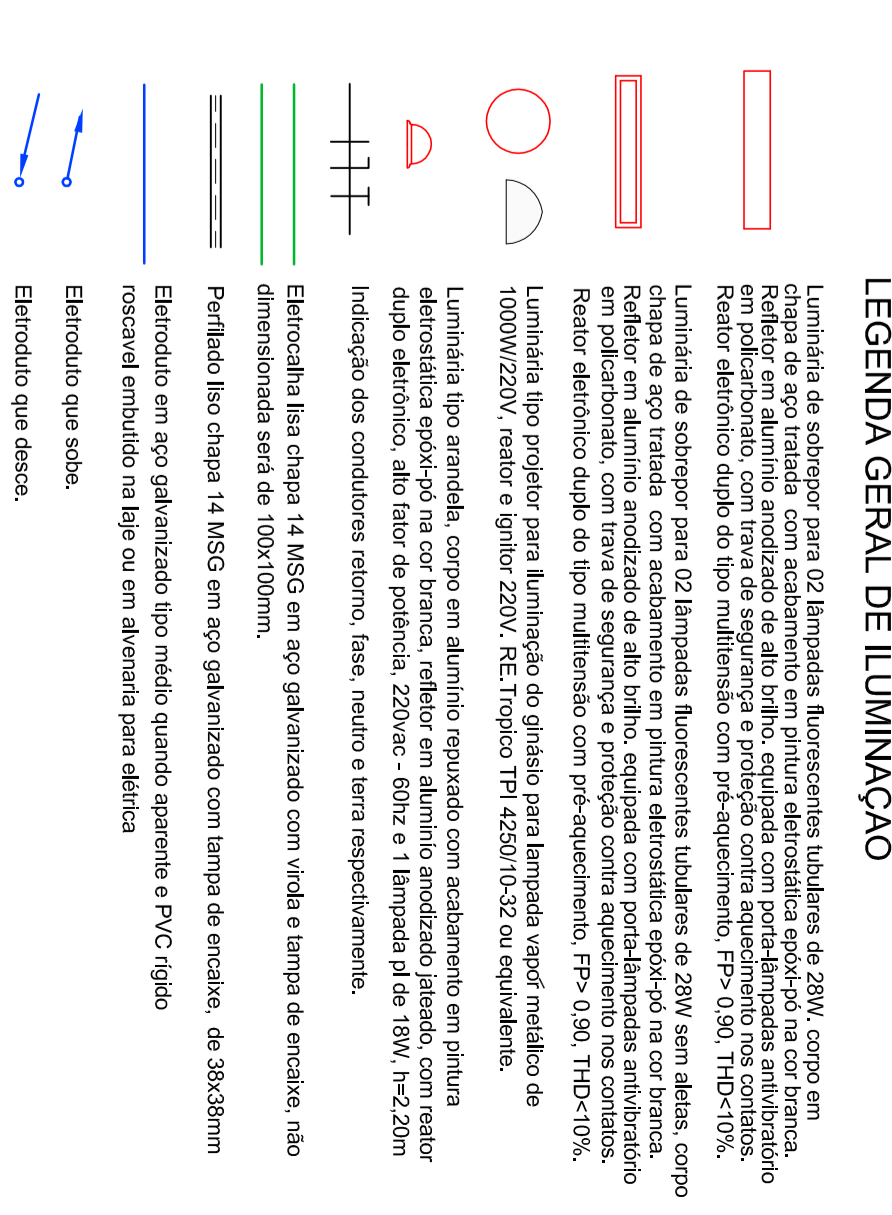 LEGENDA GERAL DE ILUMINAÇÃO
Luminária de sobrepor para 02 lâmpadas fluorescentes tubulares de 28W. corpo em
chapa de aço tratada com acabamento em pintura eletrostática epóxi-pó na cor branca.
Refletor em alumínio anodizado de alto brilho. equipada com porta-lâmpadas antivibratório
em policarbonato, com trava de segurança e proteção contra aquecimento nos contatos.
Reator eletrônico duplo do tipo multitensão com pré-aquecimento, FP> 0,90, THD<10%.
Luminária de sobrepor para 02 lâmpadas fluorescentes tubulares de 28W sem aletas, corpo
chapa de aço tratada com acabamento em pintura eletrostática epóxi-pó na cor branca.
Refletor em alumínio anodizado de alto brilho. equipada com porta-lâmpadas antivibratório
em policarbonato, com trava de segurança e proteção contra aquecimento nos contatos.
Reator eletrônico duplo do tipo multitensão com pré-aquecimento, FP> 0,90, THD<10%.
Luminária tipo projetor para iluminação do ginásio para lampada vapor metálico de
1000W/220V, reator e ignitor 220V. RE.Tropico TPI 4250/10-32 ou equivalente.
Luminária tipo arandela, corpo em alumínio repuxado com acabamento em pintura
eletrostática epóxi-pó na cor branca, refletor em alumínio anodizado jateado, com reator
duplo eletrônico, alto fator de potência, 220vac - 60hz e 1 lâmpada pl de 18W, h=2,20m
Indicação dos condutores retorno, fase, neutro e terra respectivamente.
Eletrocalha lisa chapa 14 MSG em aço galvanizado com virola e tampa de encaixe, não
dimensionada será de 100x100mm.
Perfilado liso chapa 14 MSG em aço galvanizado com tampa de encaixe, de 38x38mm
Eletroduto em aço galvanizado tipo médio quando aparente e PVC rígido
roscavel embutido na laje ou em alvenaria para elétrica
Eletroduto que sobe.
Eletroduto que desce.